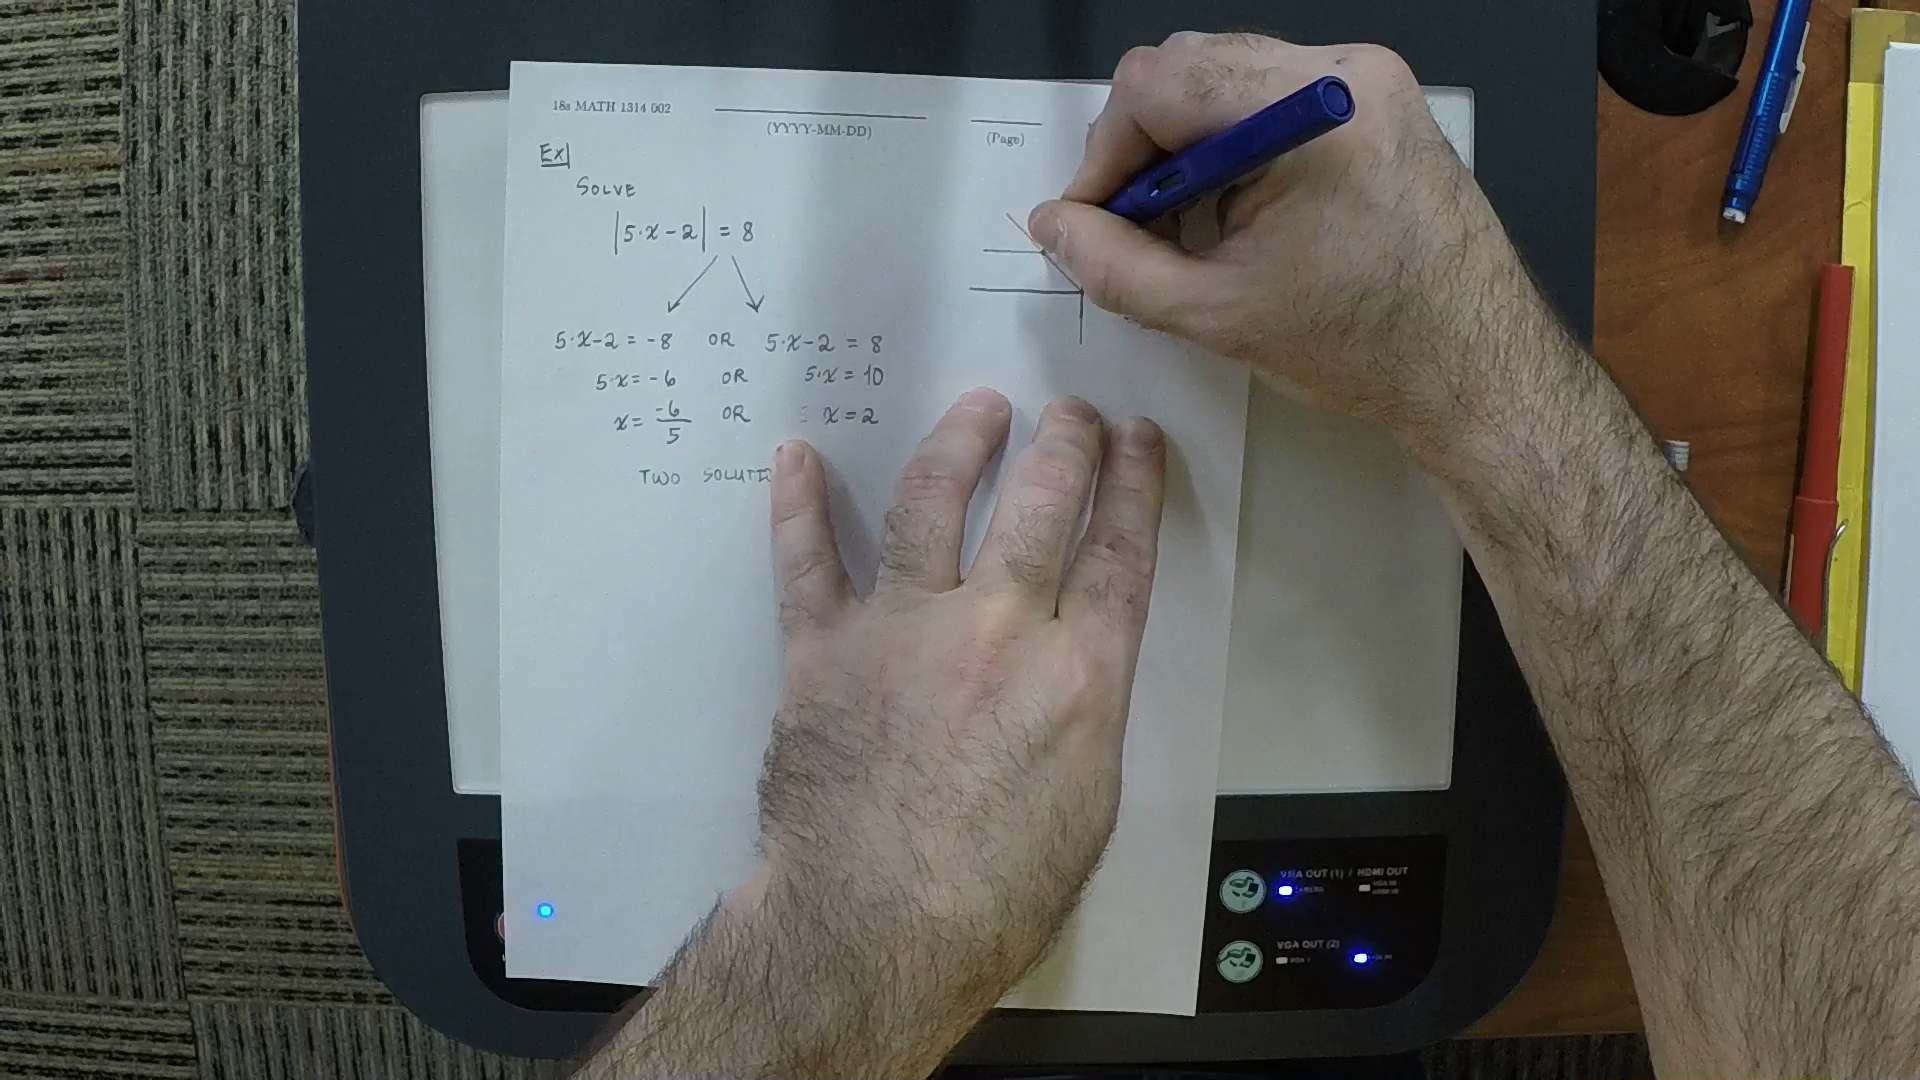 18a MATH 1314 002
(YYYY-MM-DD) (Page)
Ex
SOLVE
|5·x-2| = 8
5·x-2 = -8 OR 5·x-2 = 8
5·x = -6 OR 5·x = 10
x = -6/5 OR x = 2
TWO
VGA OUT (1) / HDMI OUT
VGA OUT (2)